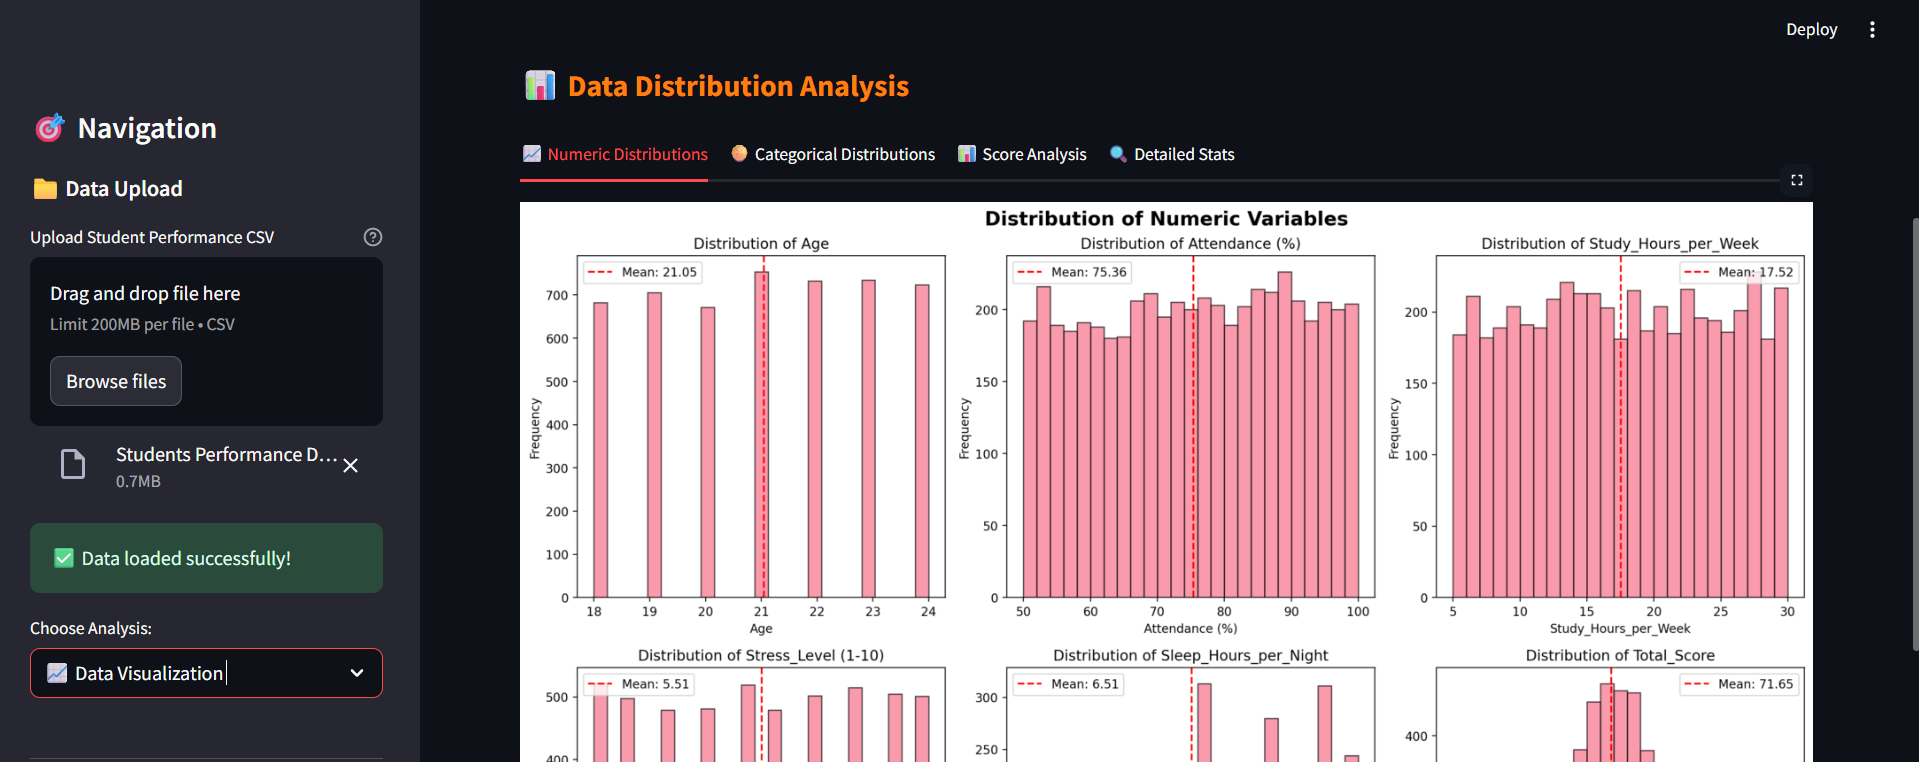 Deploy
Navigation
Data Upload
Upload Student Performance CSV
Drag and drop file here
Limit 200MB per file • CSV
Browse files
Students Performance D...
0.7MB
Data loaded successfully!
Choose Analysis:
Data Visualization
Data Distribution Analysis
Numeric Distributions
Categorical Distributions
Score Analysis
Detailed Stats
Distribution of Numeric Variables
Distribution of Age
Mean: 21.05
700
600
500
400
300
200
100
0
Frequency
18 19 20 21 22 23 24
Age
Distribution of Attendance (%)
Mean: 75.36
200
150
100
50
0
Frequency
50 60 70 80 90 100
Attendance (%)
Distribution of Study_Hours_per_Week
Mean: 17.52
200
150
100
50
0
Frequency
5 10 15 20 25 30
Study_Hours_per_Week
Distribution of Stress_Level (1-10)
Mean: 5.51
500
400
Distribution of Sleep_Hours_per_Night
Mean: 6.51
300
250
Distribution of Total_Score
Mean: 71.65
400